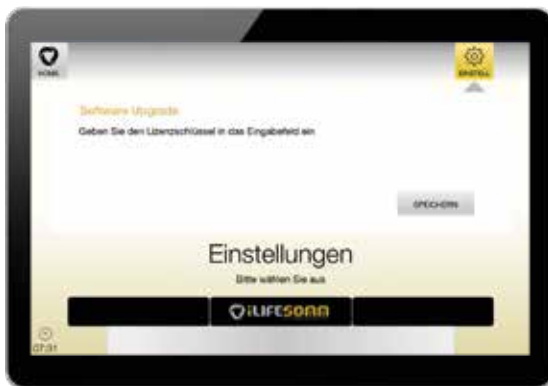 HOME
EINSTELL
Software Upgrade
Geben Sie den Lizenzschlüssel in das Eingabefeld ein
SPEICHERN
Einstellungen
Bitte wählen Sie aus
iLIFESOMM
07:31